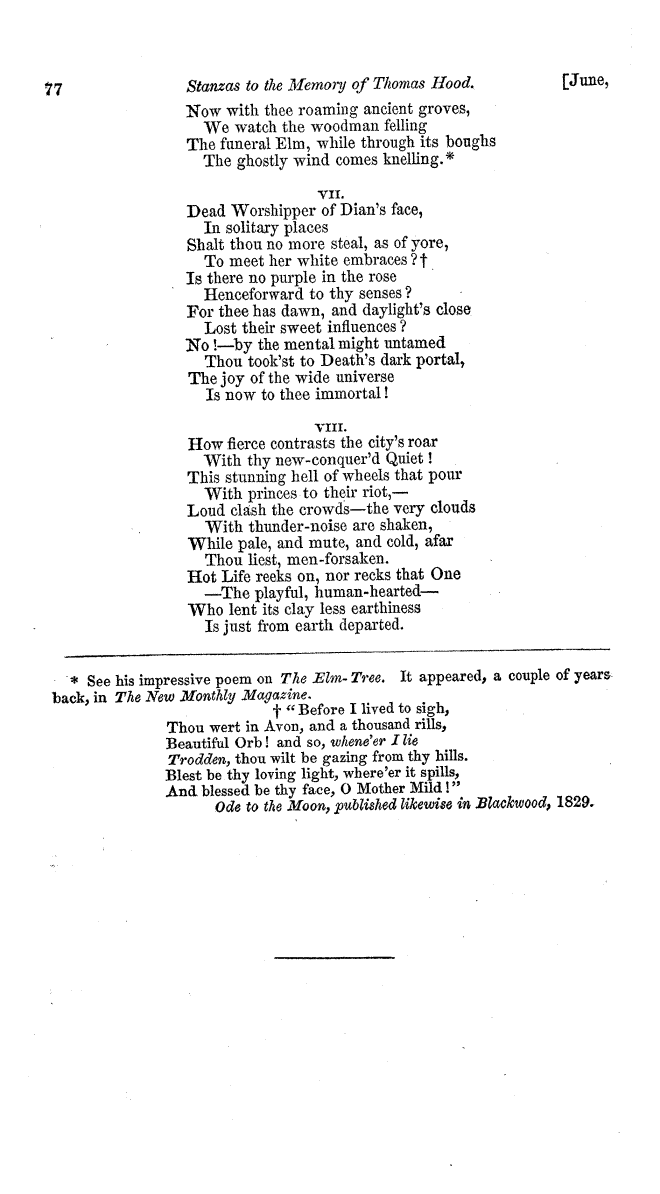 77 Stanzas to the Memory of Thomas Hood. [June,
Now with thee roaming ancient groves,
We watch the woodman felling
The funeral Elm, while through its boughs
The ghostly wind comes knelling.*
VII.
Dead Worshipper of Dian's face,
In solitary places
Shalt thou no more steal, as of yore,
To meet her white embraces?†
Is there no purple in the rose
Henceforward to thy senses?
For thee has dawn, and daylight's close
Lost their sweet influences?
No!—by the mental might untamed
Thou took'st to Death's dark portal,
The joy of the wide universe
Is now to thee immortal!
VIII.
How fierce contrasts the city's roar
With thy new-conquer'd Quiet!
This stunning hell of wheels that pour
With princes to their riot,—
Loud clash the crowds—the very clouds
With thunder-noise are shaken,
While pale, and mute, and cold, afar
Thou liest, men-forsaken.
Hot Life reeks on, nor recks that One
—The playful, human-hearted—
Who lent its clay less earthiness
Is just from earth departed.
* See his impressive poem on The Elm-Tree. It appeared, a couple of years
back, in The New Monthly Magazine.
† "Before I lived to sigh,
Thou wert in Avon, and a thousand rills,
Beautiful Orb! and so, whene'er I lie
Trodden, thou wilt be gazing from thy hills.
Blest be thy loving light, where'er it spills,
And blessed be thy face, O Mother Mild!"
Ode to the Moon, published likewise in Blackwood, 1829.